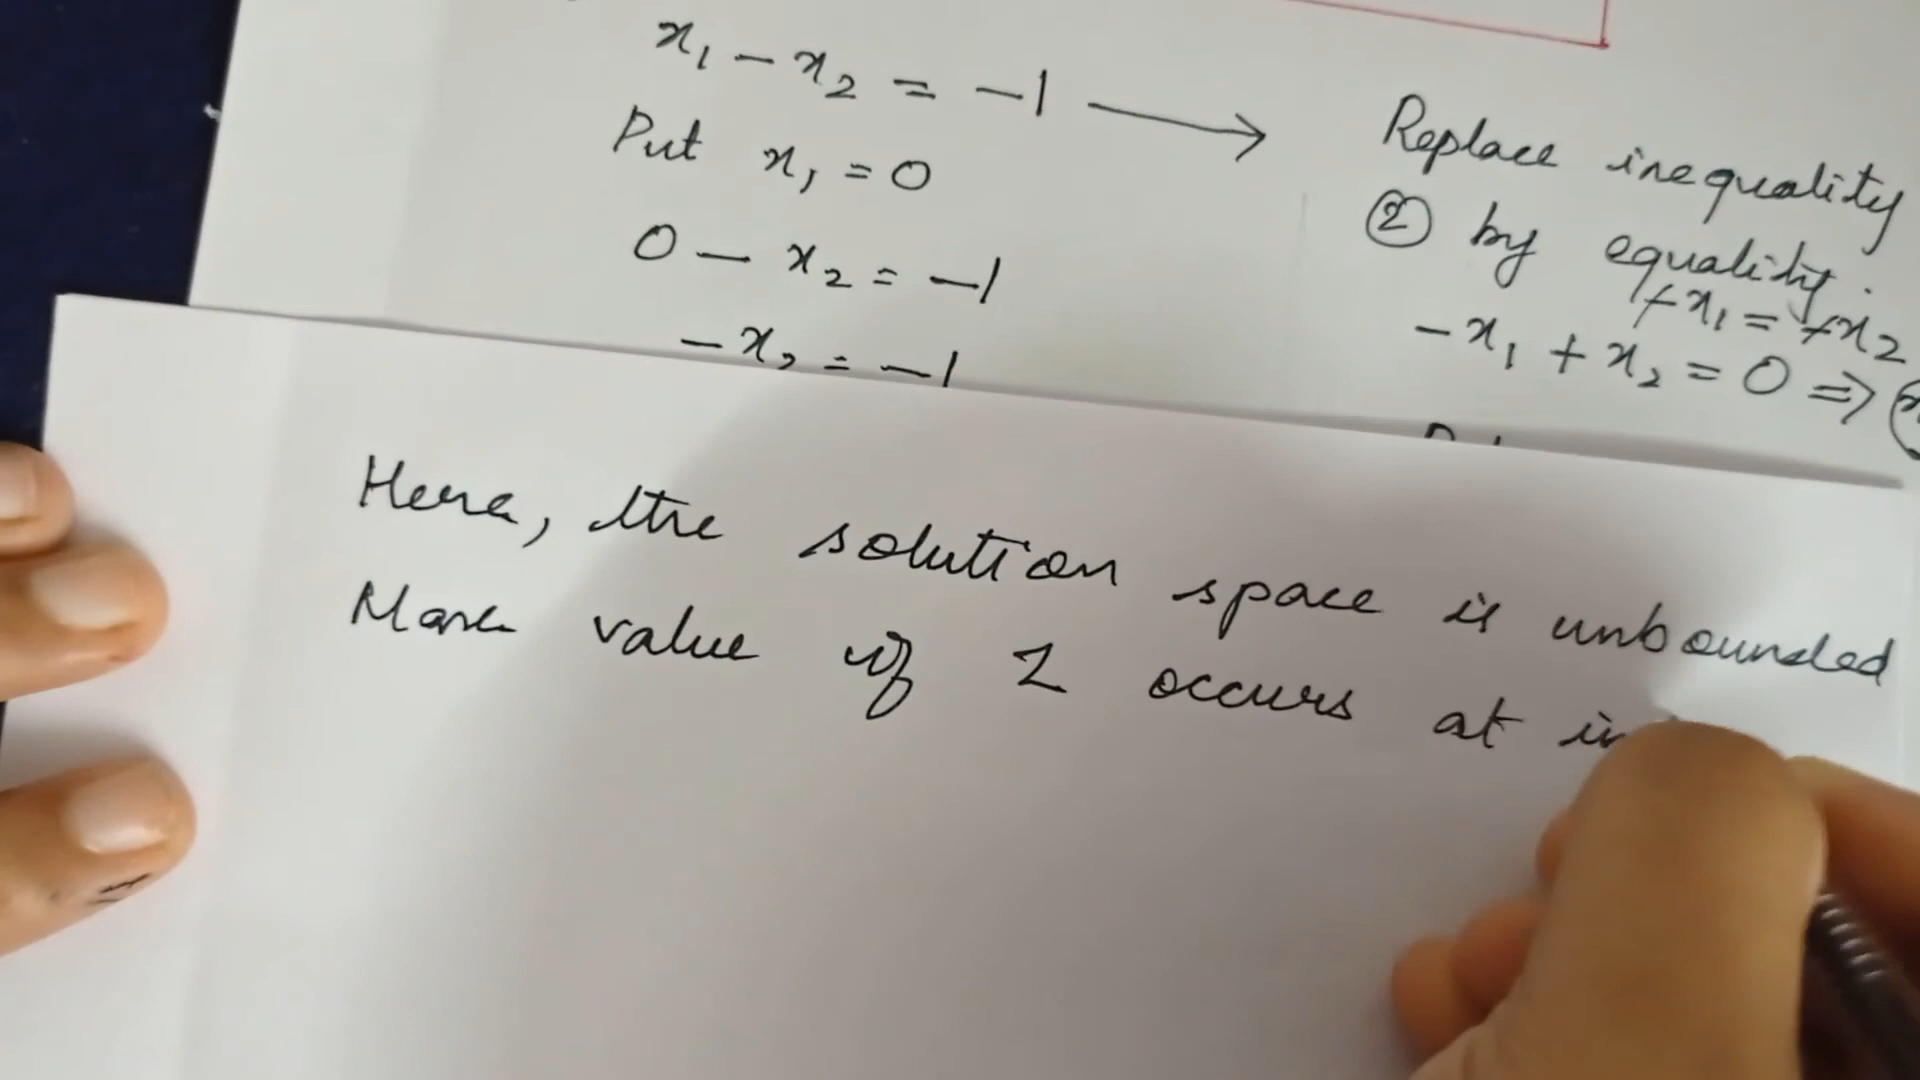 x₁ - x₂ = -1 →
Put x₁ = 0
0 - x₂ = -1
-x₂ = -1
Replace inequality
② by equality.
-x₁ = -x₂
-x₁ + x₂ = 0 ⇒
Here, the solution space is unbounded
Max value of Z occurs at in